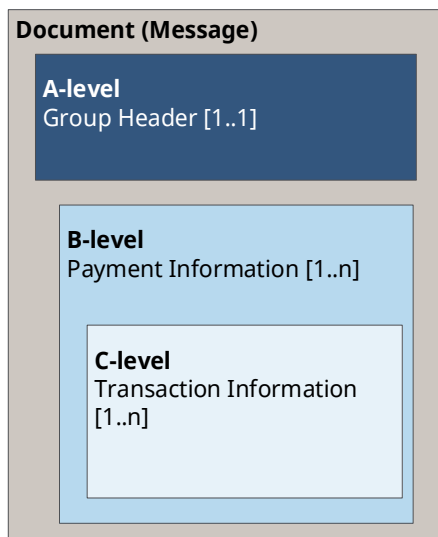 Document (Message)
A-level
Group Header [1..1]
B-level
Payment Information [1..n]
C-level
Transaction Information
[1..n]